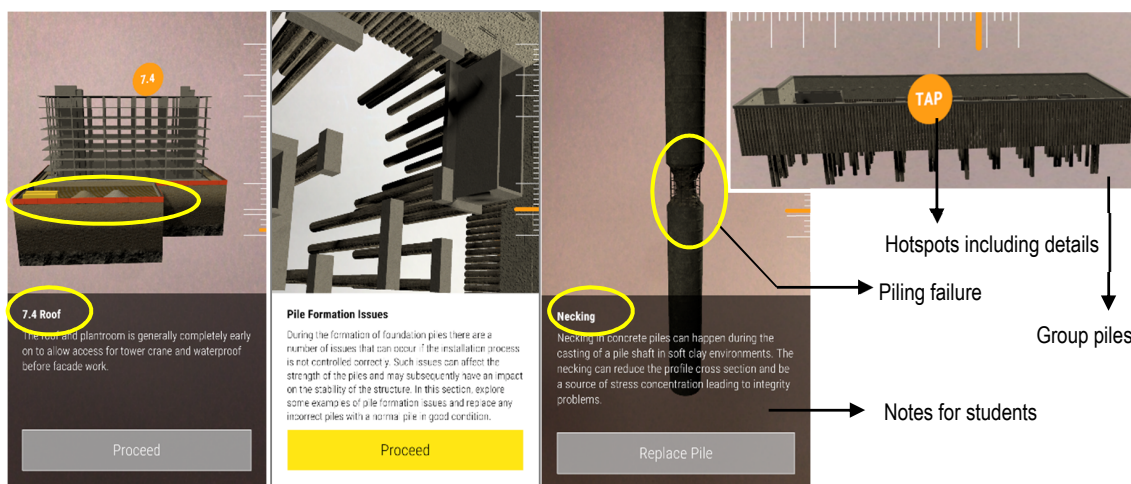 7.4
7.4 Roof
The roof and plantroom is generally completely early
on to allow access for tower crane and waterproof
before facade work.
Proceed
Pile Formation Issues
During the formation of foundation piles there are a
number of issues that can occur if the installation process
is not controlled correctly. Such issues can affect the
strength of the piles and may subsequently have an impact
on the stability of the structure. In this section, explore
some examples of pile formation issues and replace any
incorrect piles with a normal pile in good condition.
Proceed
Necking
Necking in concrete piles can happen during the
casting of a pile shaft in soft clay environments. The
necking can reduce the profile cross section and be
a source of stress concentration leading to integrity
problems.
Replace Pile
TAP
Hotspots including details
Piling failure
Group piles
Notes for students